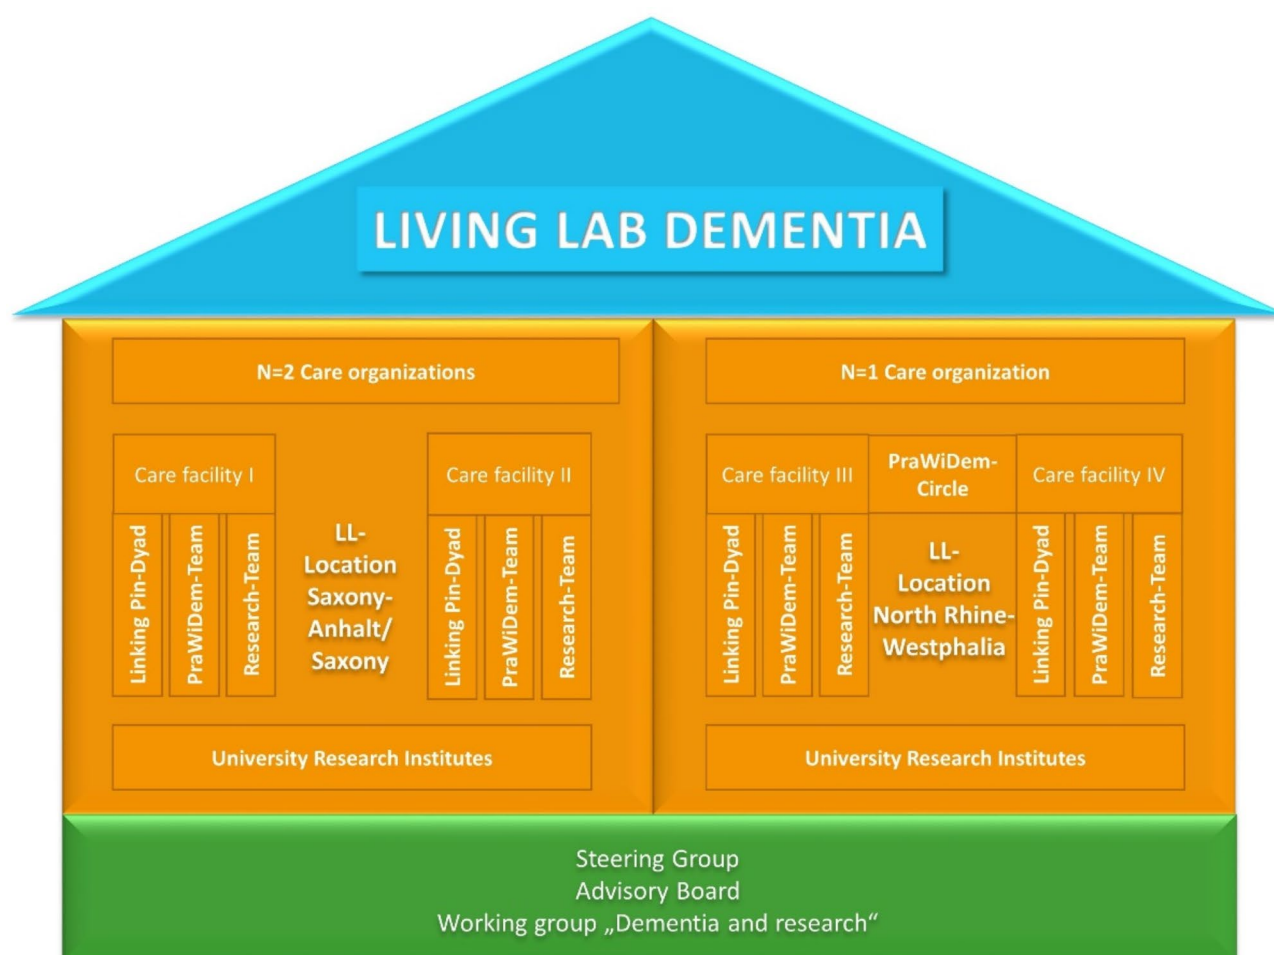 LIVING LAB DEMENTIA
N=2 Care organizations
Care facility I
Linking Pin-Dyad
PraWiDem-Team
Research-Team
LL-
Location
Saxony-
Anhalt/
Saxony
Care facility II
Linking Pin-Dyad
PraWiDem-Team
Research-Team
University Research Institutes
N=1 Care organization
Care facility III
Linking Pin-Dyad
PraWiDem-Team
Research-Team
PraWiDem-
Circle
LL-
Location
North Rhine-
Westphalia
Care facility IV
Linking Pin-Dyad
PraWiDem-Team
Research-Team
University Research Institutes
Steering Group
Advisory Board
Working group „Dementia and research“